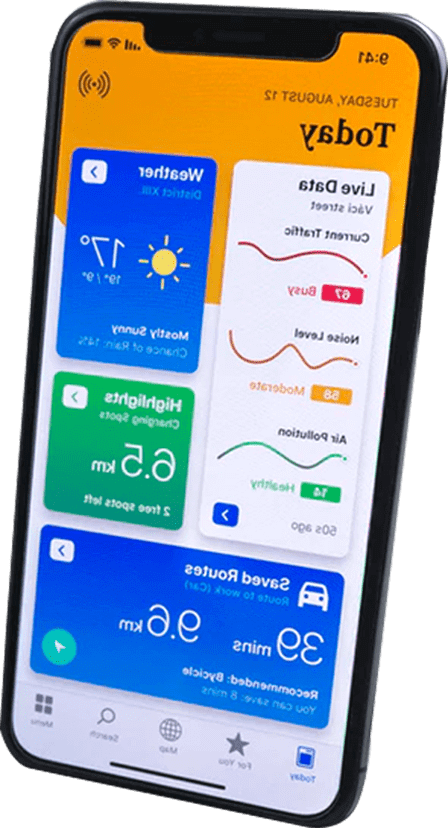 9:41
TUESDAY, AUGUST 12
Today
Live Data
Váci street
Current Traffic
67 Busy
Noise Level
58 Moderate
Air Pollution
14 Healthy
50s ago
Weather
District XIII.
17°
19° / 9°
Mostly Sunny
Chance of Rain: 14%
Highlights
Charging Spots
6.5 km
2 free spots left
Saved Routes
Route to work (Car)
39 mins 9.6 km
Recommended: Bycicle
You can save: 8 mins
Today
For You
Map
Search
Menu